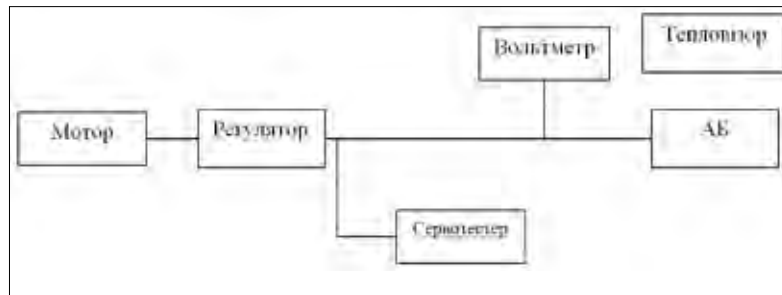 Вольтметр
Тепловизор
Мотор
Регулятор
АБ
Сервотестер